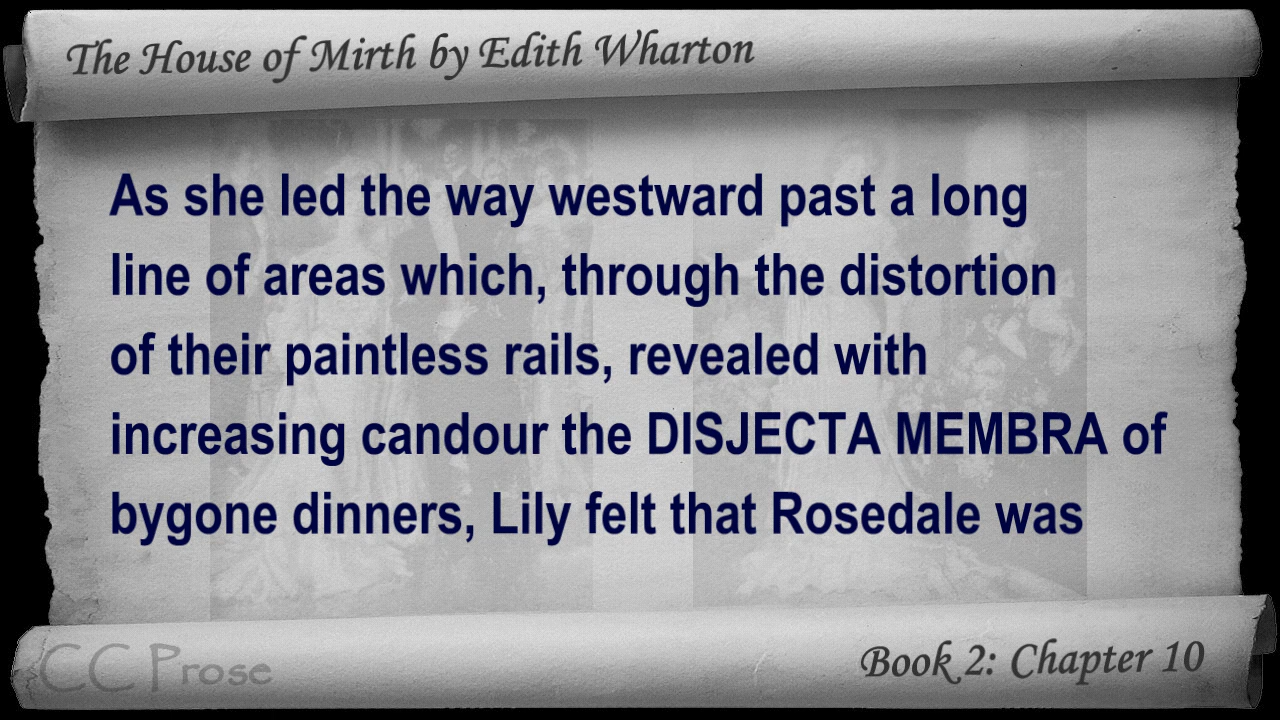 The House of Mirth by Edith Wharton
As she led the way westward past a long
line of areas which, through the distortion
of their paintless rails, revealed with
increasing candour the DISJECTA MEMBRA of
bygone dinners, Lily felt that Rosedale was
CC Prose
Book 2: Chapter 10